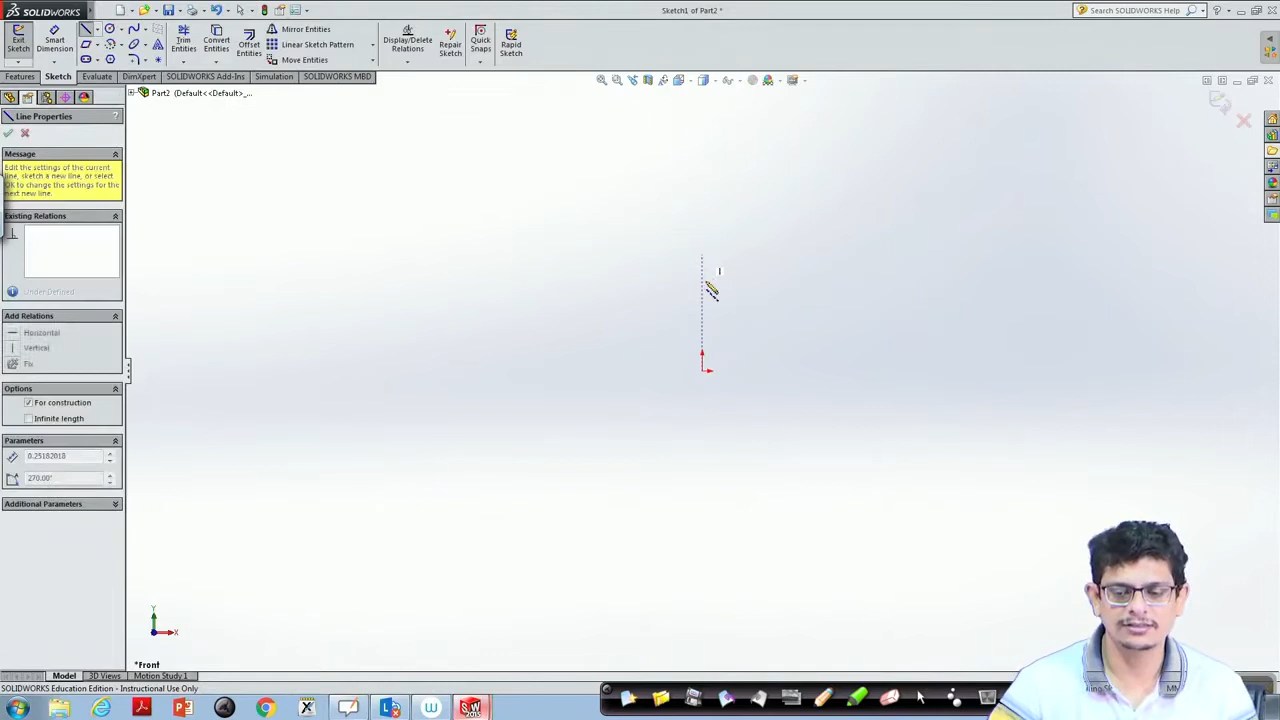 SOLIDWORKS
Sketch1 of Part2 *
Search SOLIDWORKS Help
Exit Sketch
Smart Dimension
Trim Entities
Convert Entities
Offset Entities
Mirror Entities
Linear Sketch Pattern
Move Entities
Display/Delete Relations
Repair Sketch
Quick Snaps
Rapid Sketch
Features Sketch Evaluate DimXpert SOLIDWORKS Add-Ins Simulation SOLIDWORKS MBD
Part2 (Default<<Default>_...
Line Properties ?
Message
Edit the settings of the current
line, sketch a new line, or select
OK to change the settings for the
next new line.
Existing Relations
Under Defined
Add Relations
Horizontal
Vertical
Fix
Options
For construction
Infinite length
Parameters
0.25182018
270.00°
Additional Parameters
Y
X
*Front
Model 3D Views Motion Study 1
SOLIDWORKS Education Edition - Instructional Use Only